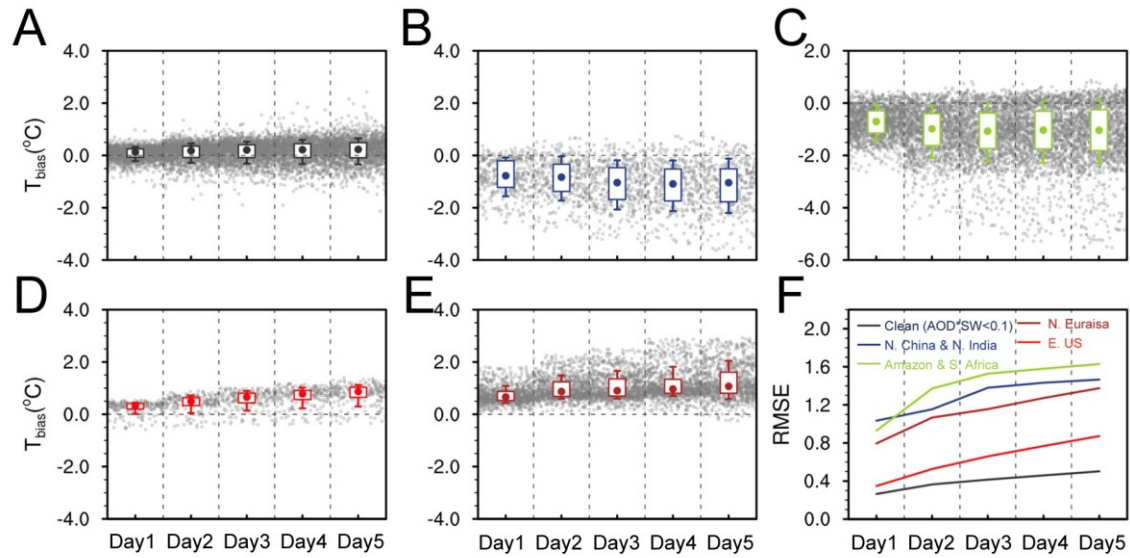 A
B
C
T_bias(°C)
4.0
2.0
0.0
-2.0
-4.0
4.0
2.0
0.0
-2.0
-4.0
2.0
0.0
-2.0
-4.0
-6.0
D
E
F
T_bias(°C)
4.0
2.0
0.0
-2.0
-4.0
Day1 Day2 Day3 Day4 Day5
4.0
2.0
0.0
-2.0
-4.0
Day1 Day2 Day3 Day4 Day5
RMSE
2.0
1.6
1.2
0.8
0.4
0.0
Clean (AOD*SW<0.1)
N. China & N. India
Amazon & S. Africa
N. Euraisa
E. US
Day1 Day2 Day3 Day4 Day5